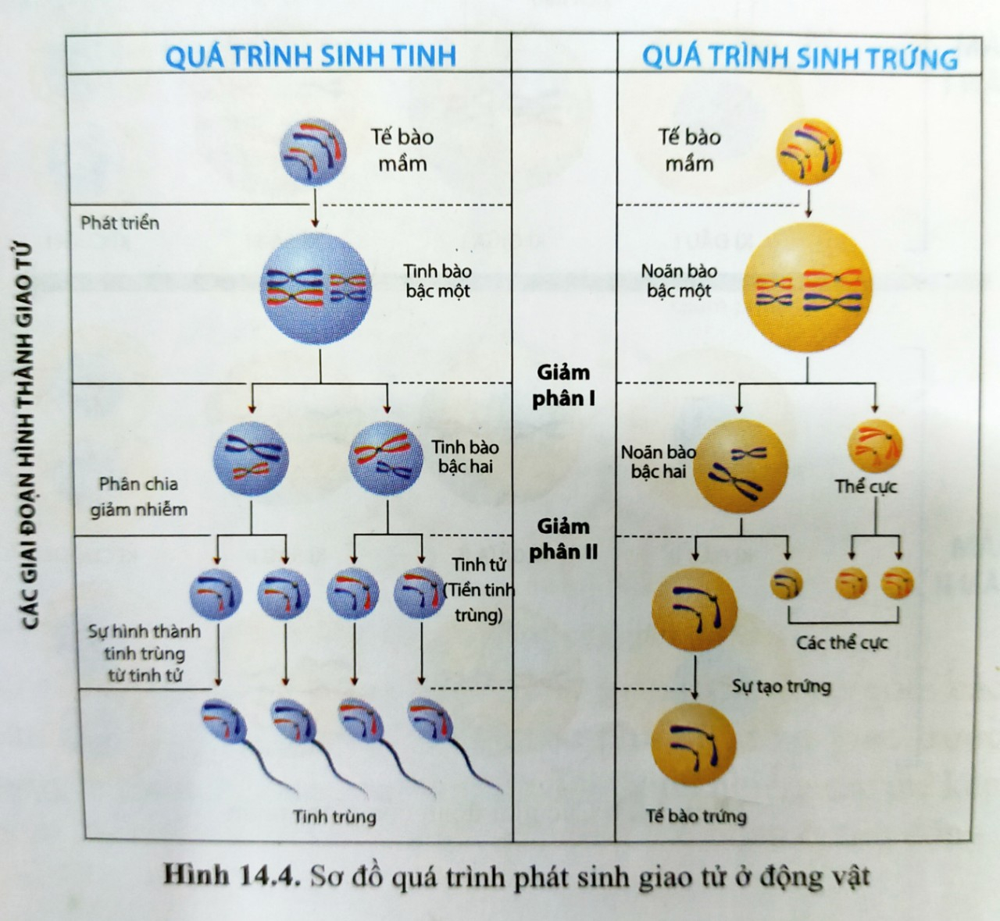 QUÁ TRÌNH SINH TINH
QUÁ TRÌNH SINH TRỨNG
CÁC GIAI ĐOẠN HÌNH THÀNH GIAO TỬ
Tế bào
mầm
Tế bào
mầm
Phát triển
Tinh bào
bậc một
Noãn bào
bậc một
Giảm
phân I
Phân chia
giảm nhiễm
Tinh bào
bậc hai
Noãn bào
bậc hai
Thể cực
Giảm
phân II
Tinh tử
(Tiền tinh
trùng)
Các thể cực
Sự hình thành
tinh trùng
từ tinh tử
Sự tạo trứng
Tinh trùng
Tế bào trứng
Hình 14.4. Sơ đồ quá trình phát sinh giao tử ở động vật